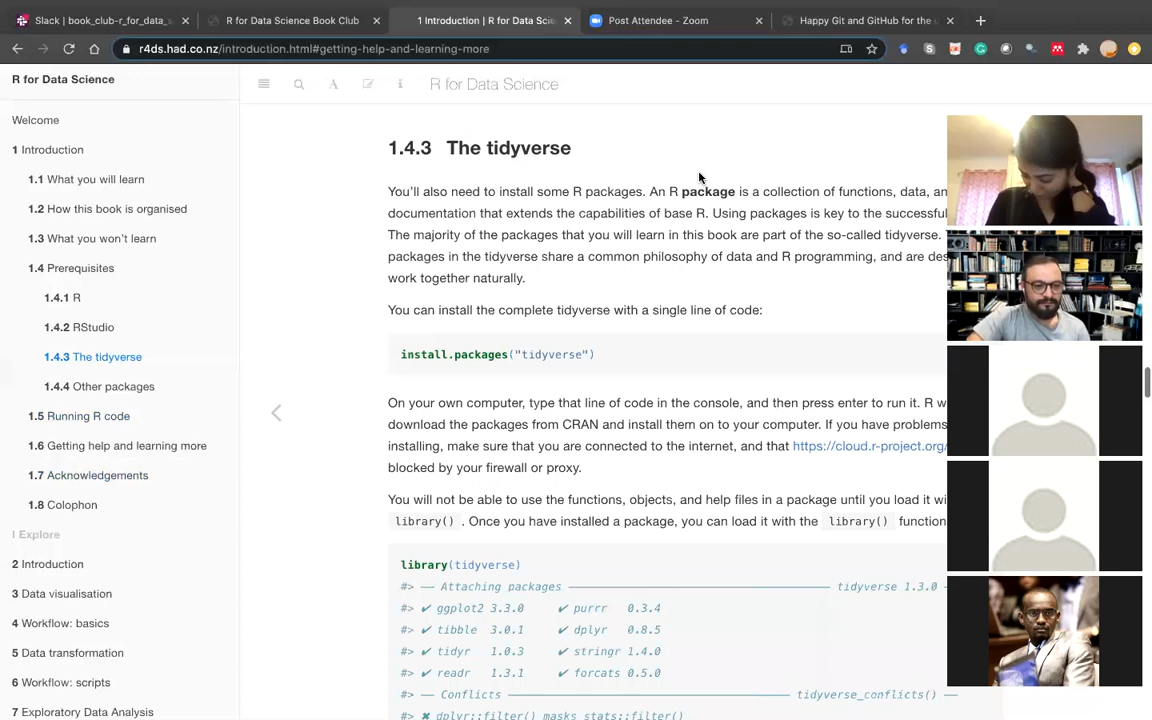 Slack | book_club-r_for_data_s
R for Data Science Book Club
1 Introduction | R for Data Scie
Post Attendee - Zoom
Happy Git and GitHub for the
r4ds.had.co.nz/introduction.html#getting-help-and-learning-more
R for Data Science
Welcome
1 Introduction
1.1 What you will learn
1.2 How this book is organised
1.3 What you won't learn
1.4 Prerequisites
1.4.1 R
1.4.2 RStudio
1.4.3 The tidyverse
1.4.4 Other packages
1.5 Running R code
1.6 Getting help and learning more
1.7 Acknowledgements
1.8 Colophon
I Explore
2 Introduction
3 Data visualisation
4 Workflow: basics
5 Data transformation
6 Workflow: scripts
7 Exploratory Data Analysis
R for Data Science
1.4.3 The tidyverse
You'll also need to install some R packages. An R package is a collection of functions, data, an
documentation that extends the capabilities of base R. Using packages is key to the successful
The majority of the packages that you will learn in this book are part of the so-called tidyverse.
packages in the tidyverse share a common philosophy of data and R programming, and are des
work together naturally.
You can install the complete tidyverse with a single line of code:
install.packages("tidyverse")
On your own computer, type that line of code in the console, and then press enter to run it. R w
download the packages from CRAN and install them on to your computer. If you have problems
installing, make sure that you are connected to the internet, and that https://cloud.r-project.org/
blocked by your firewall or proxy.
You will not be able to use the functions, objects, and help files in a package until you load it wi
library() . Once you have installed a package, you can load it with the library() function
library(tidyverse)
#> ── Attaching packages ──────────────── tidyverse 1.3.0 ──
#> ✔ ggplot2 3.3.0 ✔ purrr 0.3.4
#> ✔ tibble 3.0.1 ✔ dplyr 0.8.5
#> ✔ tidyr 1.0.3 ✔ stringr 1.4.0
#> ✔ readr 1.3.1 ✔ forcats 0.5.0
#> ── Conflicts ──────────────── tidyverse_conflicts() ──
#> ✖ dplyr::filter() masks stats::filter()